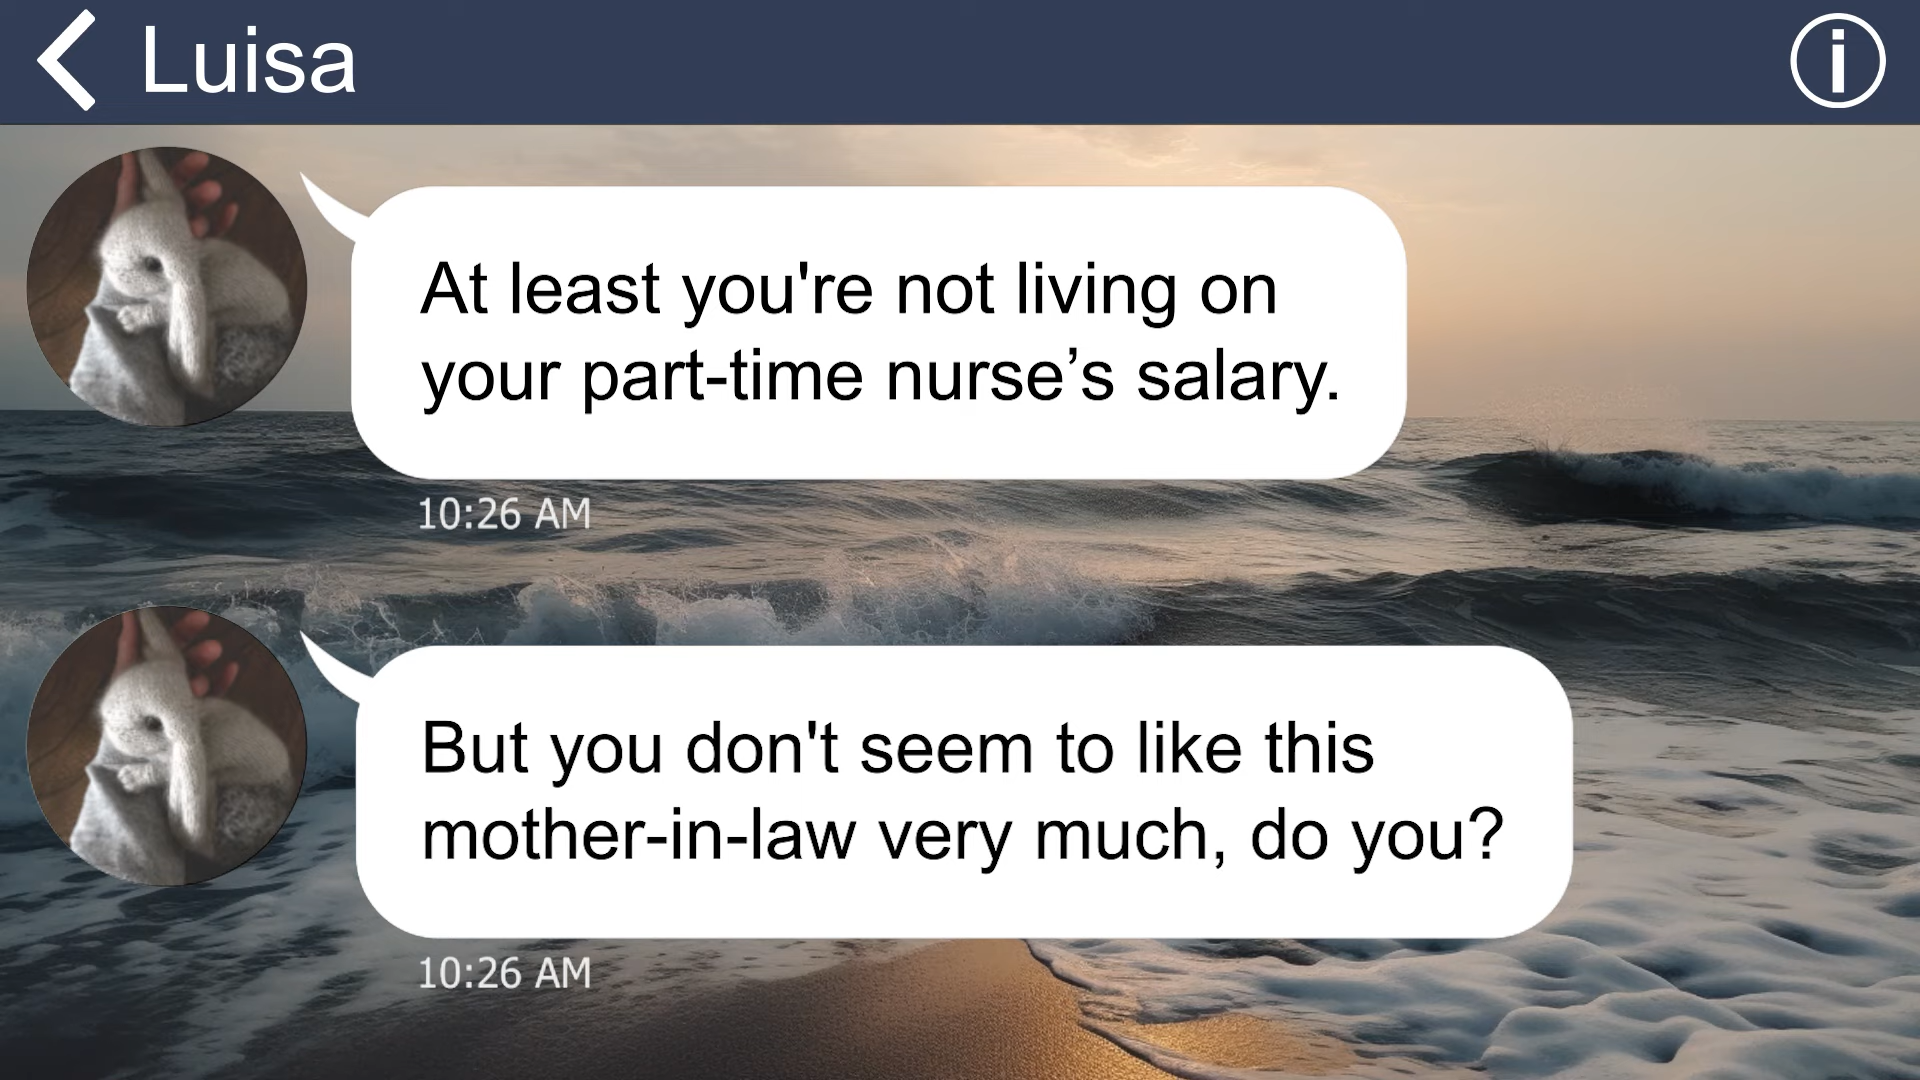 Luisa
At least you're not living on
your part-time nurse’s salary.
10:26 AM
But you don't seem to like this
mother-in-law very much, do you?
10:26 AM